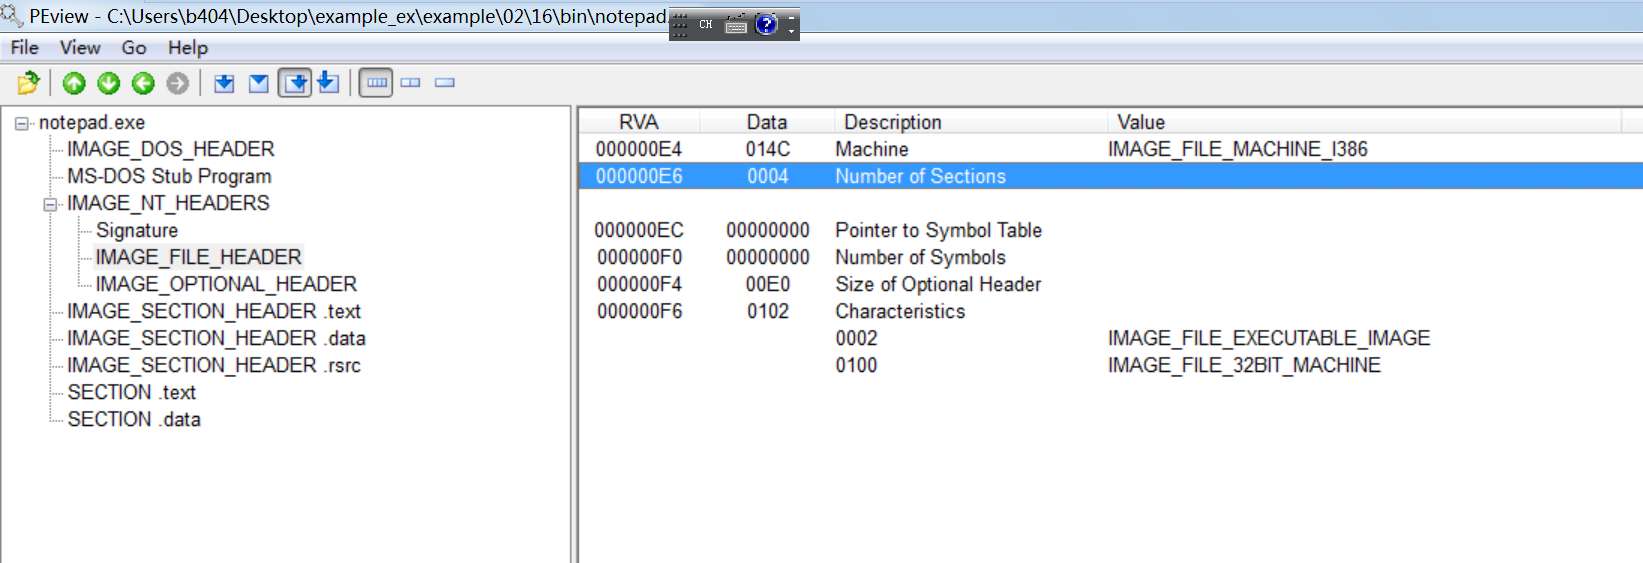 PEview - C:\Users\b404\Desktop\example_ex\example\02\16\bin\notepad.
CH
File View Go Help
notepad.exe
IMAGE_DOS_HEADER
MS-DOS Stub Program
IMAGE_NT_HEADERS
Signature
IMAGE_FILE_HEADER
IMAGE_OPTIONAL_HEADER
IMAGE_SECTION_HEADER .text
IMAGE_SECTION_HEADER .data
IMAGE_SECTION_HEADER .rsrc
SECTION .text
SECTION .data
RVA Data Description Value
000000E4 014C Machine IMAGE_FILE_MACHINE_I386
000000E6 0004 Number of Sections
000000EC 00000000 Pointer to Symbol Table
000000F0 00000000 Number of Symbols
000000F4 00E0 Size of Optional Header
000000F6 0102 Characteristics
0002 IMAGE_FILE_EXECUTABLE_IMAGE
0100 IMAGE_FILE_32BIT_MACHINE